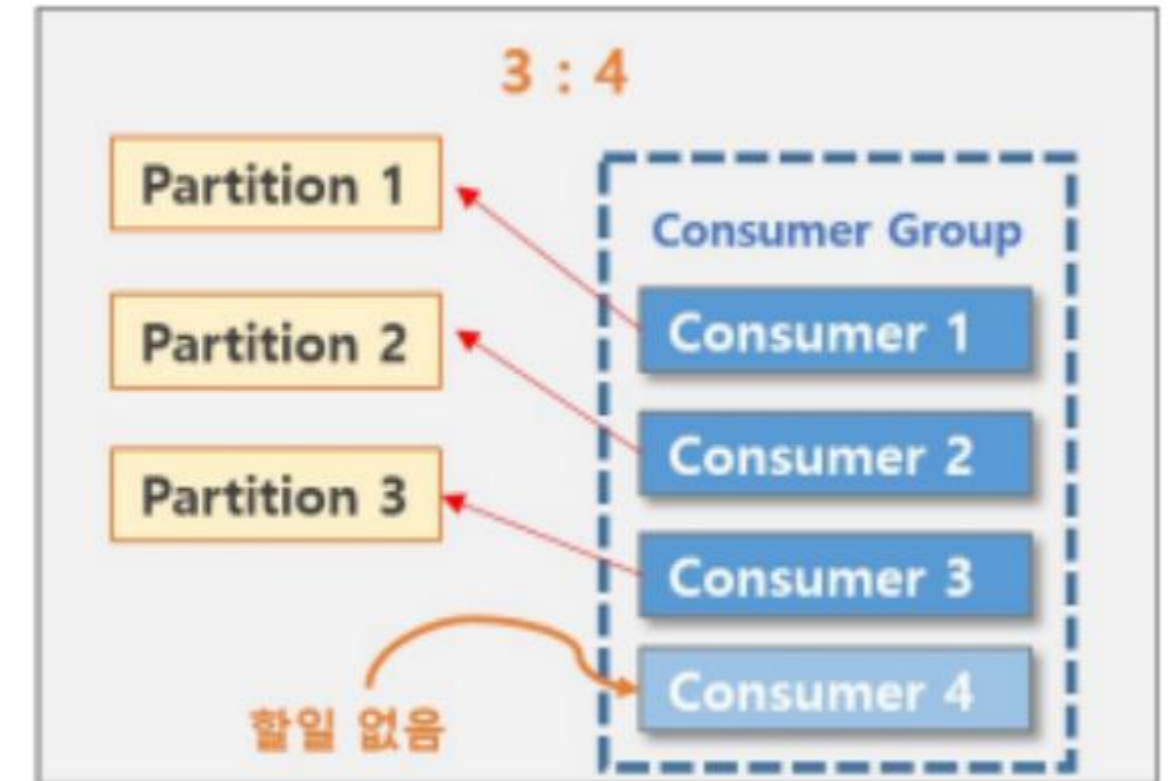 3 : 4
Partition 1
Partition 2
Partition 3
할일 없음
Consumer Group
Consumer 1
Consumer 2
Consumer 3
Consumer 4